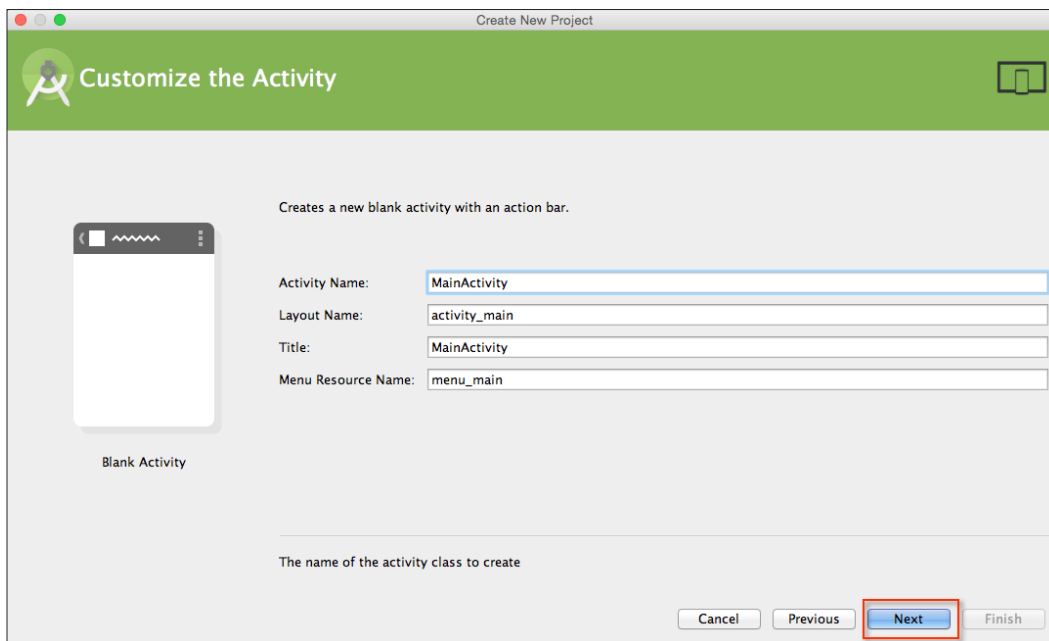 Create New Project
Customize the Activity
Creates a new blank activity with an action bar.
Activity Name: MainActivity
Layout Name: activity_main
Title: MainActivity
Menu Resource Name: menu_main
Blank Activity
The name of the activity class to create
Cancel Previous Next Finish